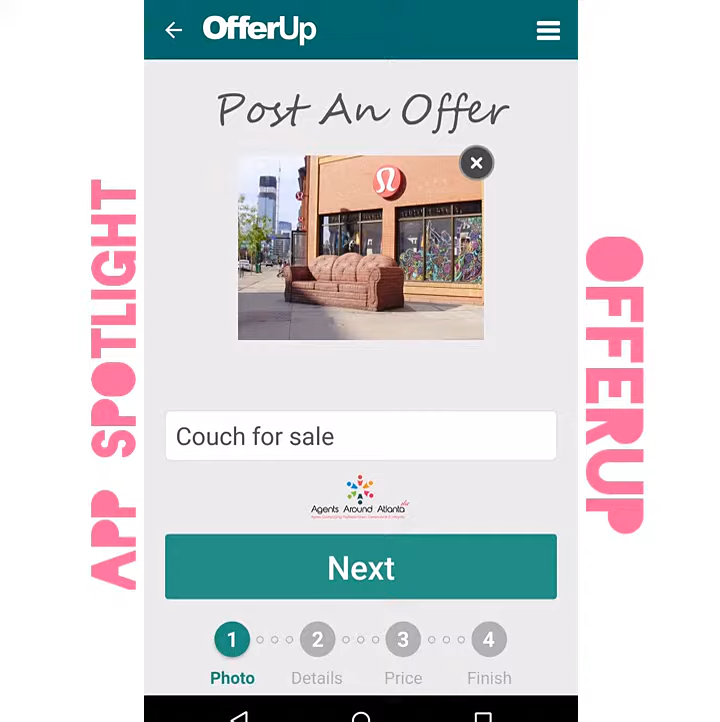 OfferUp
Post An Offer
APP SPOTLIGHT
OFFERUP
Couch for sale
Agents Around Atlanta
Next
1
2
3
4
Photo
Details
Price
Finish